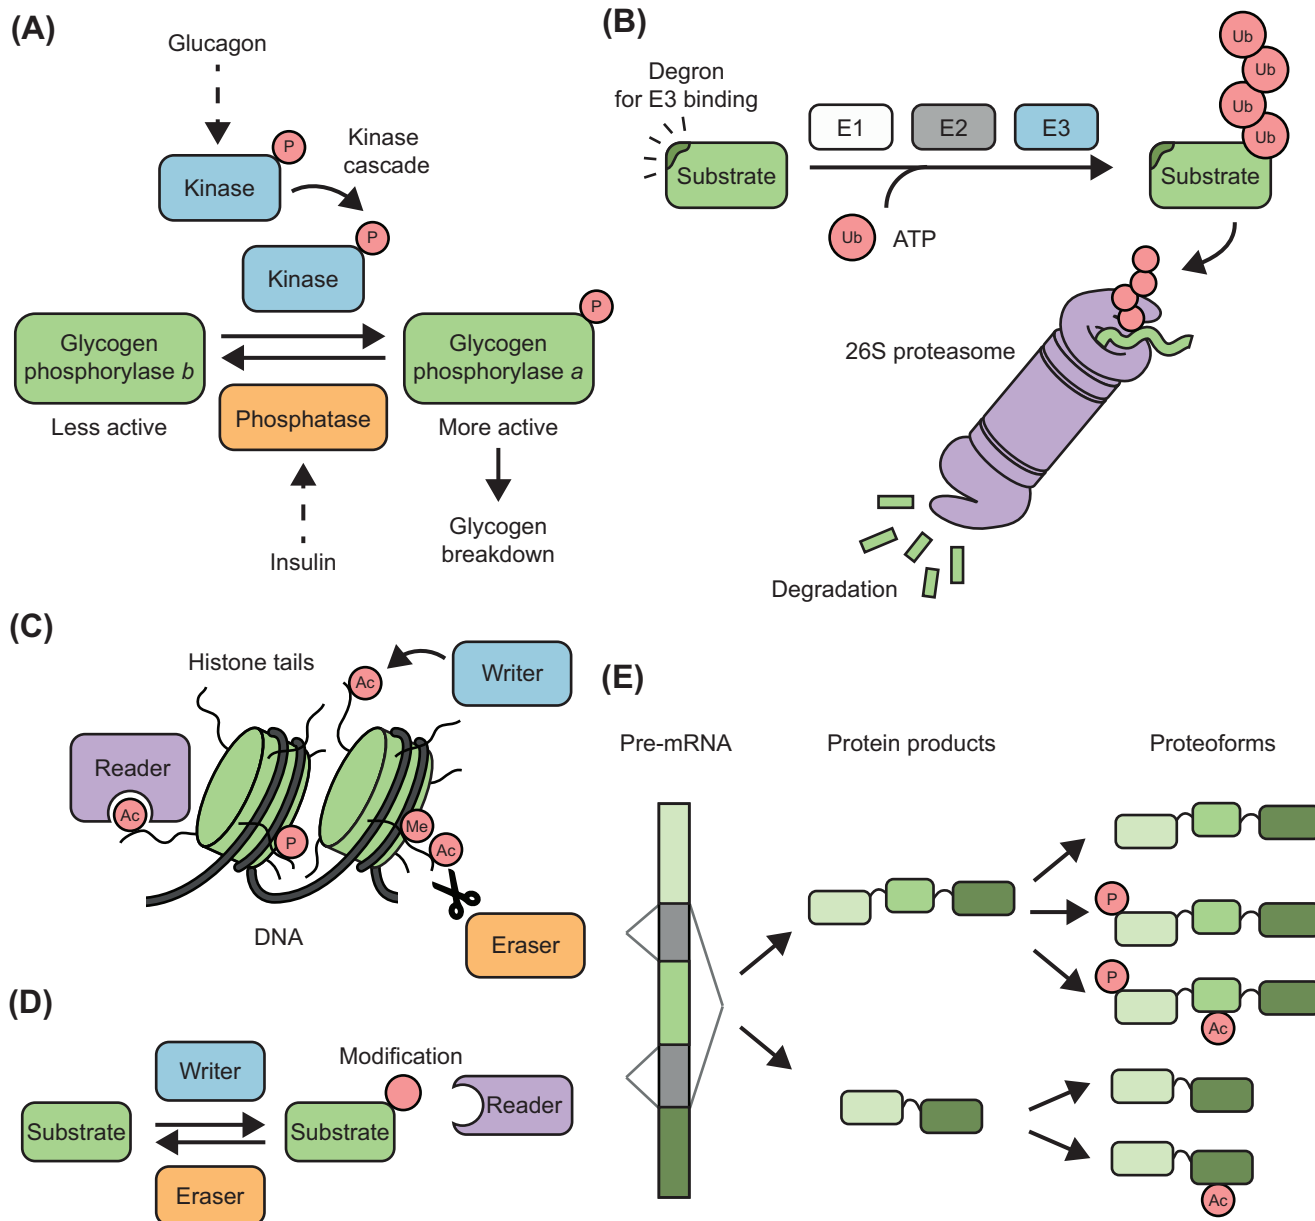 (A)
Glucagon
P
Kinase
cascade
Kinase
P
Kinase
P
Glycogen
phosphorylase b
Glycogen
phosphorylase a
Less active
Phosphatase
More active
Insulin
Glycogen
breakdown
(B)
Degron
for E3 binding
Substrate
E1
E2
E3
Ub
ATP
Ub
Ub
Ub
Ub
Substrate
26S proteasome
Degradation
(C)
Histone tails
Ac
Writer
Reader
Ac
P
Me
Ac
DNA
Eraser
(D)
Writer
Modification
Substrate
Substrate
Reader
Eraser
(E)
Pre-mRNA
Protein products
Proteoforms
P
P
Ac
Ac